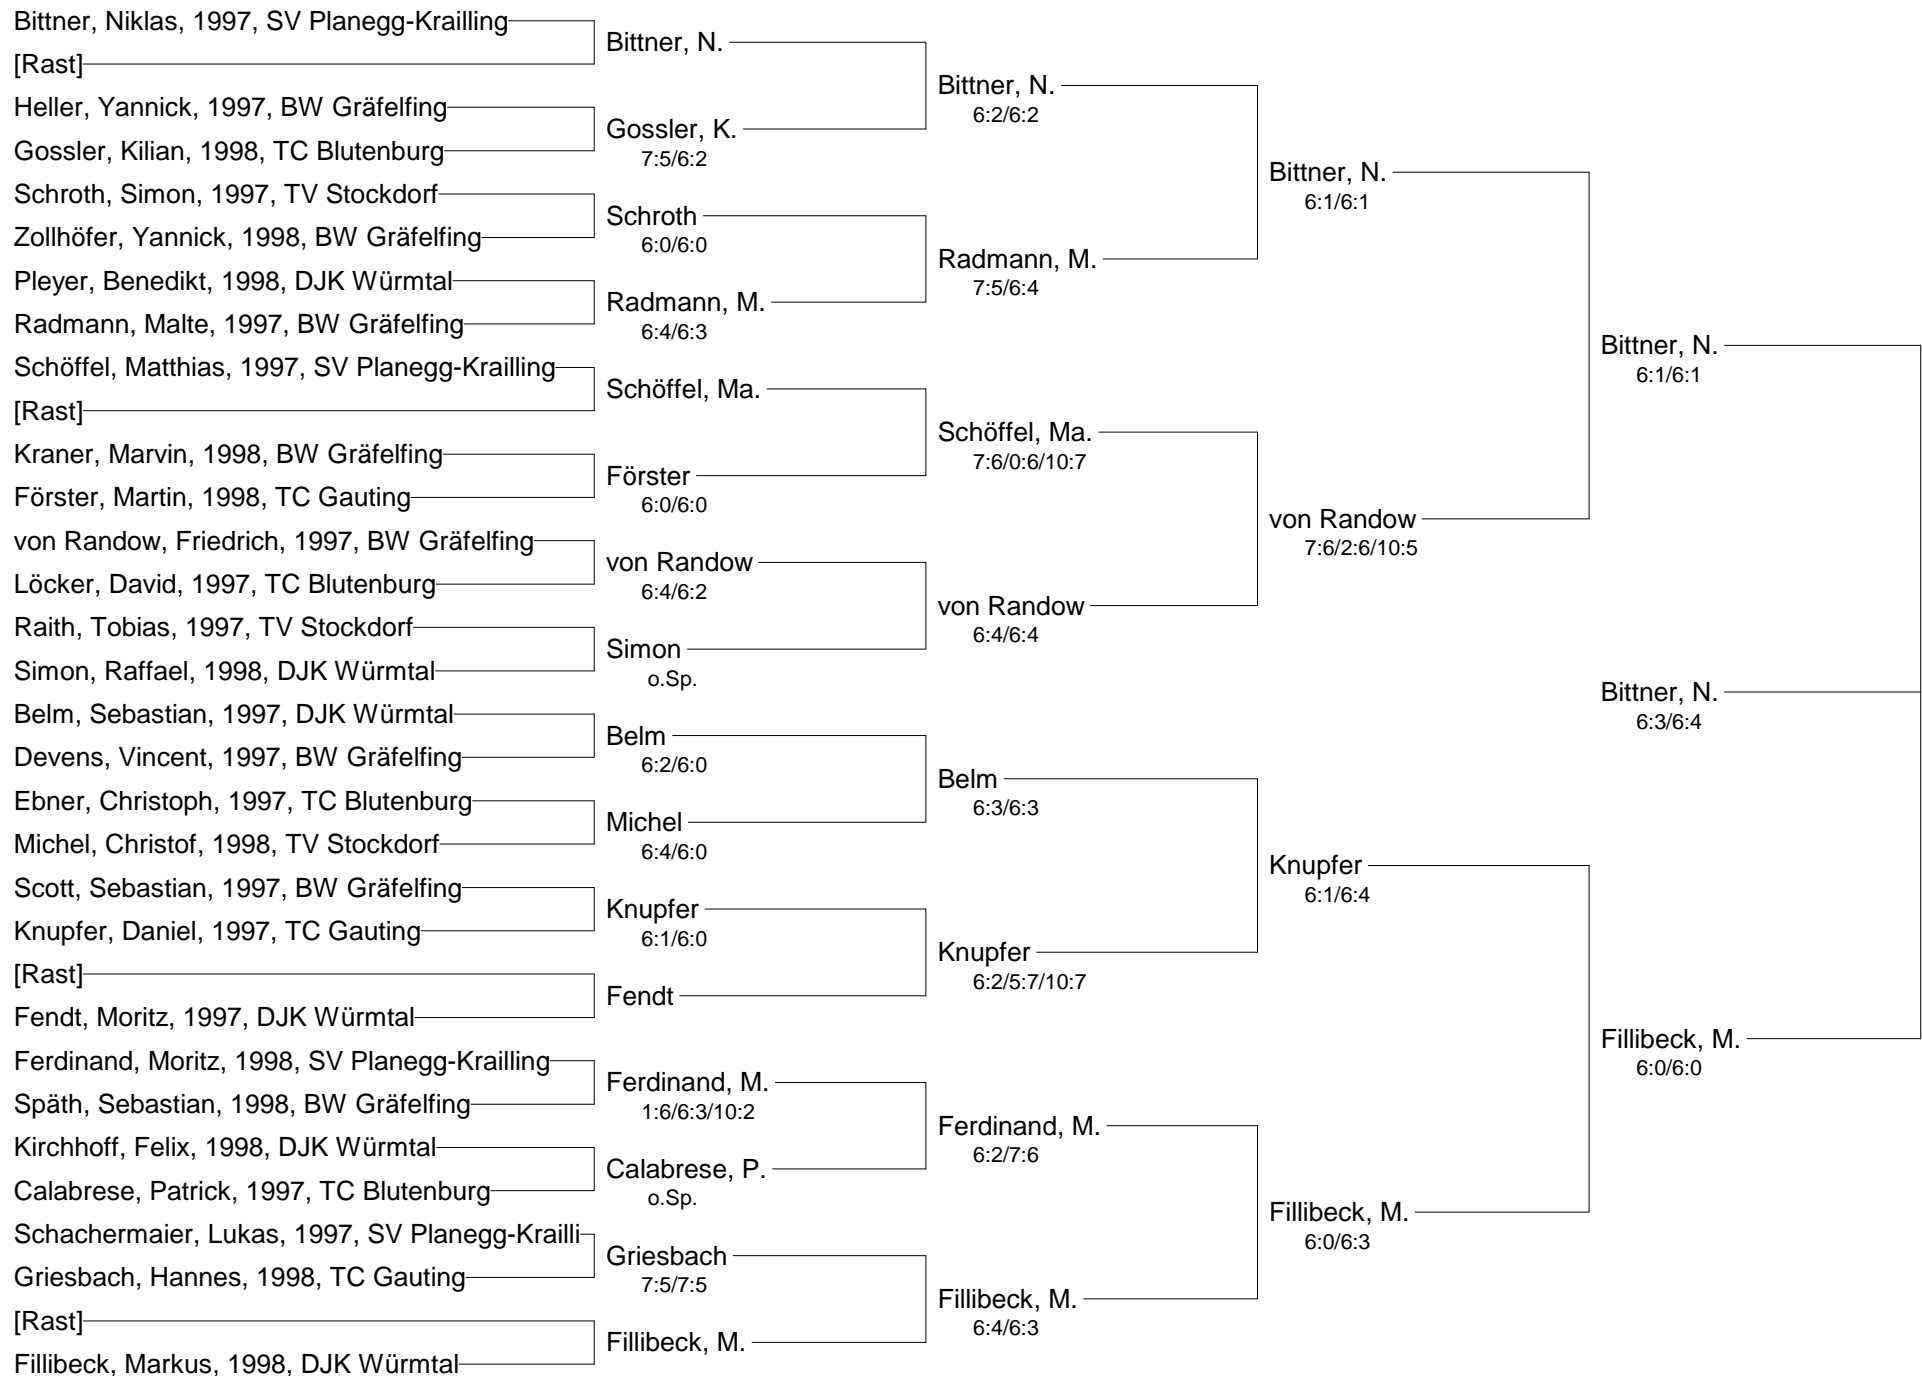 Bittner, Niklas, 1997, SV Planegg-Krailling
[Rast]
Heller, Yannick, 1997, BW Gräfelfing
Gossler, Kilian, 1998, TC Blutenburg
Schroth, Simon, 1997, TV Stockdorf
Zollhöfer, Yannick, 1998, BW Gräfelfing
Pleyer, Benedikt, 1998, DJK Würmtal
Radmann, Malte, 1997, BW Gräfelfing
Schöffel, Matthias, 1997, SV Planegg-Krailling
[Rast]
Kraner, Marvin, 1998, BW Gräfelfing
Förster, Martin, 1998, TC Gauting
von Randow, Friedrich, 1997, BW Gräfelfing
Löcker, David, 1997, TC Blutenburg
Raith, Tobias, 1997, TV Stockdorf
Simon, Raffael, 1998, DJK Würmtal
Belm, Sebastian, 1997, DJK Würmtal
Devens, Vincent, 1997, BW Gräfelfing
Ebner, Christoph, 1997, TC Blutenburg
Michel, Christof, 1998, TV Stockdorf
Scott, Sebastian, 1997, BW Gräfelfing
Knupfer, Daniel, 1997, TC Gauting
[Rast]
Fendt, Moritz, 1997, DJK Würmtal
Ferdinand, Moritz, 1998, SV Planegg-Krailling
Späth, Sebastian, 1998, BW Gräfelfing
Kirchhoff, Felix, 1998, DJK Würmtal
Calabrese, Patrick, 1997, TC Blutenburg
Schachermaier, Lukas, 1997, SV Planegg-Krailli
Griesbach, Hannes, 1998, TC Gauting
[Rast]
Fillibeck, Markus, 1998, DJK Würmtal
Bittner, N.
Gossler, K.
7:5/6:2
Schroth
6:0/6:0
Radmann, M.
6:4/6:3
Schöffel, Ma.
Förster
6:0/6:0
von Randow
6:4/6:2
Simon
o.Sp.
Belm
6:2/6:0
Michel
6:4/6:0
Knupfer
6:1/6:0
Fendt
Ferdinand, M.
1:6/6:3/10:2
Calabrese, P.
o.Sp.
Griesbach
7:5/7:5
Fillibeck, M.
Bittner, N.
6:2/6:2
Radmann, M.
7:5/6:4
Schöffel, Ma.
7:6/0:6/10:7
von Randow
6:4/6:4
Belm
6:3/6:3
Knupfer
6:2/5:7/10:7
Ferdinand, M.
6:2/7:6
Fillibeck, M.
6:4/6:3
Bittner, N.
6:1/6:1
von Randow
7:6/2:6/10:5
Knupfer
6:1/6:4
Fillibeck, M.
6:0/6:3
Bittner, N.
6:1/6:1
Bittner, N.
6:3/6:4
Fillibeck, M.
6:0/6:0